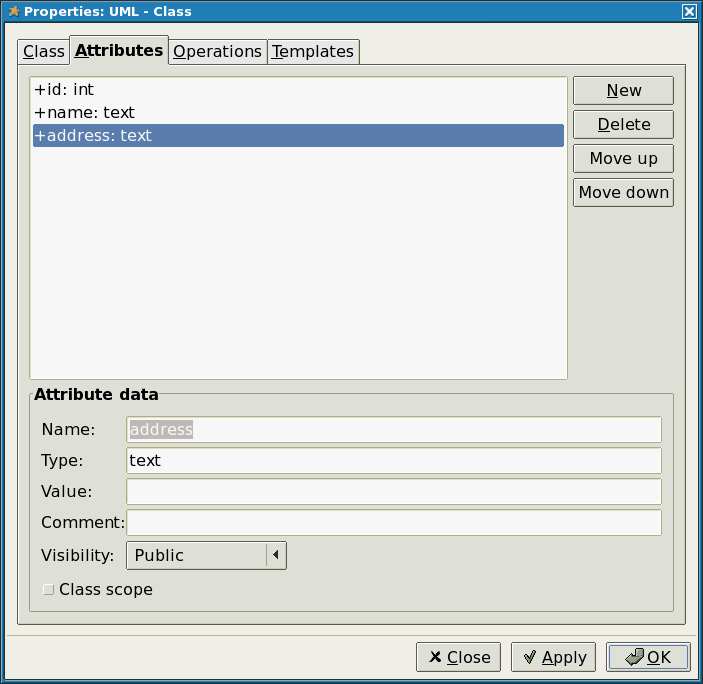 Properties: UML - Class
Class Attributes Operations Templates
+id: int
+name: text
+address: text
New
Delete
Move up
Move down
Attribute data
Name: address
Type: text
Value:
Comment:
Visibility: Public
Class scope
Close Apply OK